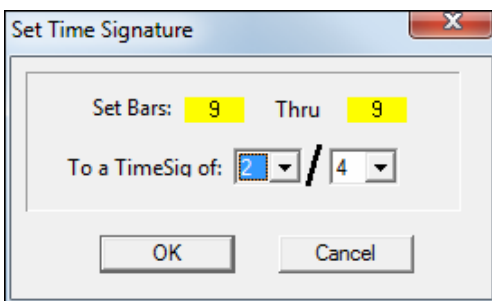 Set Time Signature
Set Bars: 9 Thru 9
To a TimeSig of: 2 / 4
OK Cancel